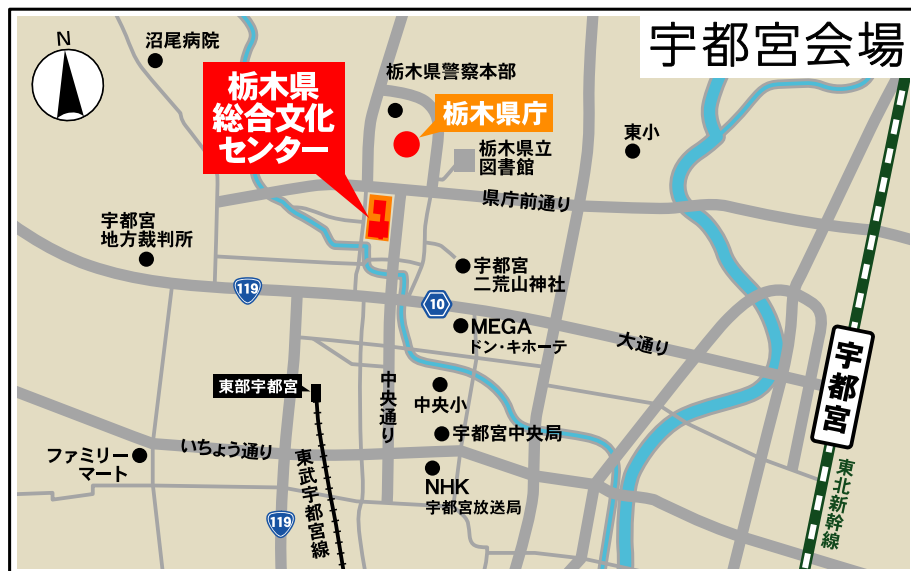 宇都宮会場
N
沼尾病院
栃木県
総合文化
センター
栃木県警察本部
栃木県庁
栃木県立
図書館
東小
県庁前通り
宇都宮
地方裁判所
宇都宮
二荒山神社
119
10
MEGA
ドン・キホーテ
大通り
宇都宮
東部宇都宮
中央通り
中央小
いちょう通り
宇都宮中央局
ファミリー
マート
東武宇都宮線
NHK
宇都宮放送局
東北新幹線
119